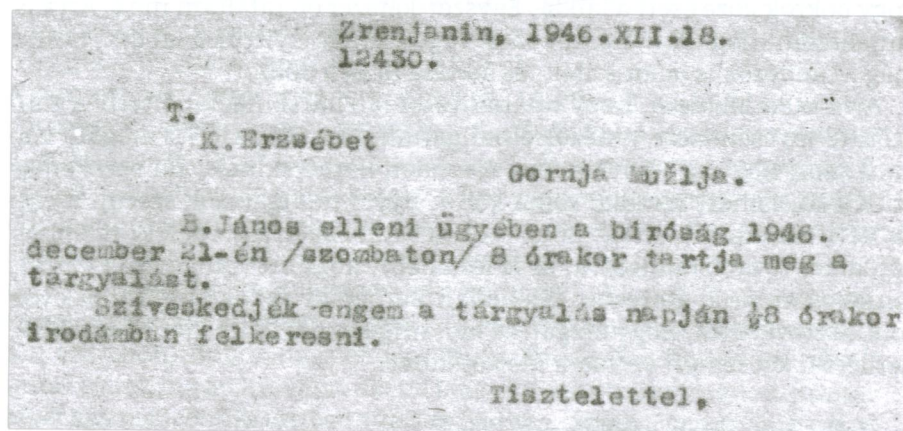 Zrenjanin, 1946.XII.18.
12430.
T.
K.Erzsébet
Gornja Mužlja.
B.János elleni ügyében a biróság 1946.
december 21-én /szombaton/ 8 órakor tartja meg a
tárgyalást.
Sziveskedjék engem a tárgyalás napján ½8 órakor
irodámban felkeresni.
Tisztelettel,